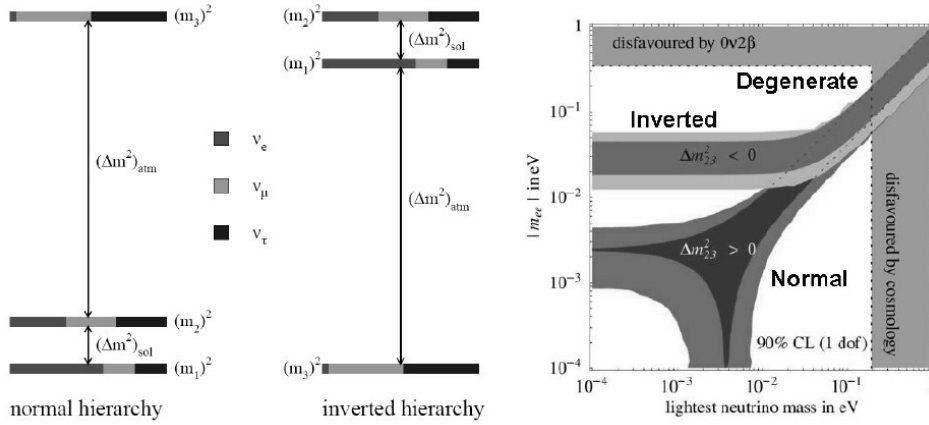 (m₃)²
(Δm²)atm
(m₂)²
(Δm²)sol
(m₁)²
normal hierarchy
νe
νμ
ντ
(m₂)²
(Δm²)sol
(m₁)²
(Δm²)atm
(m₃)²
inverted hierarchy
1
10⁻¹
10⁻²
10⁻³
10⁻⁴
| mee | in eV
disfavoured by 0ν2β
Degenerate
Inverted
Δm²₂₃ < 0
Δm²₂₃ > 0
Normal
disfavoured by cosmology
90% CL (1 dof)
10⁻⁴ 10⁻³ 10⁻² 10⁻¹ 1
lightest neutrino mass in eV